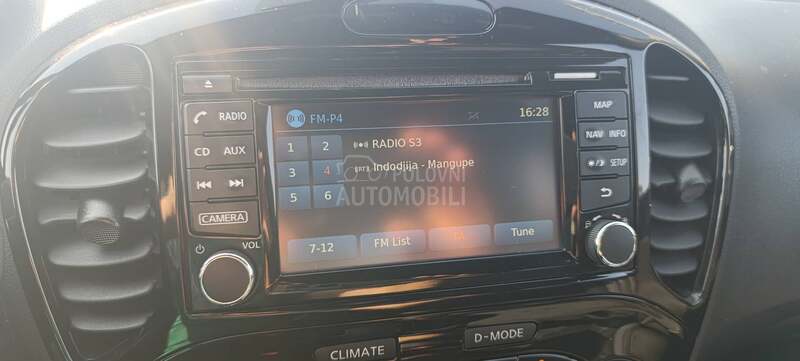 FM-P4
16:28
1 2 RADIO S3
3 4 Indodjija - Mangupe
5 6
7-12 FM List TA Tune
RADIO
CD AUX
CAMERA
VOL
MAP
NAV INFO
SETUP
CLIMATE
D-MODE
POLOVNI
AUTOMOBILI